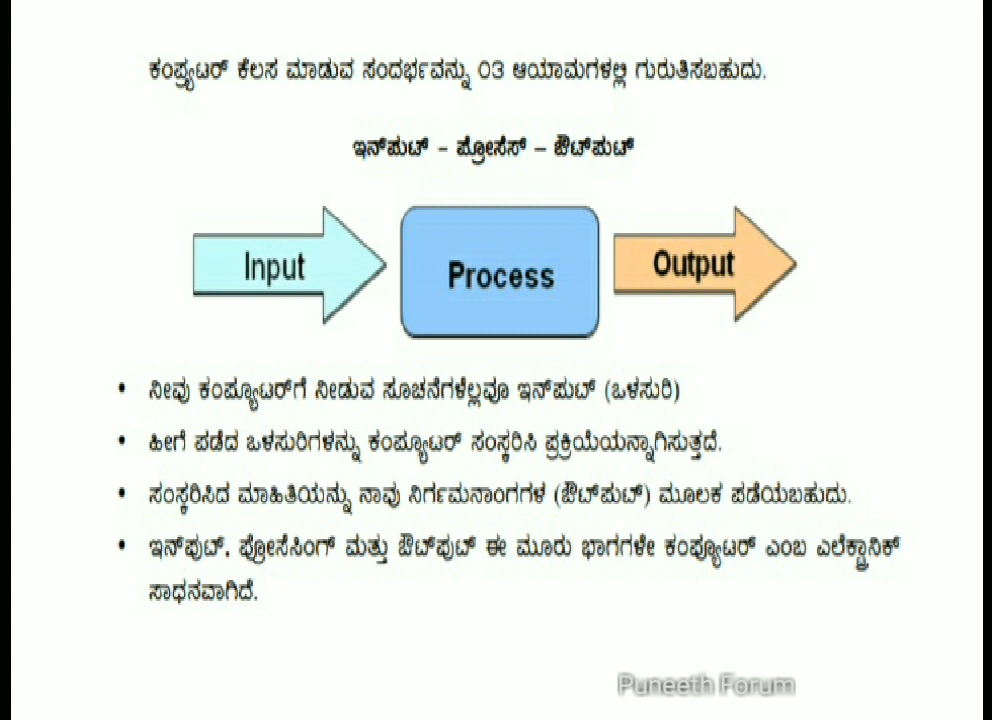 ಕಂಪ್ಯೂಟರ್ ಕೆಲಸ ಮಾಡುವ ಸಂದರ್ಭವನ್ನು 03 ಆಯಾಮಗಳಲ್ಲಿ ಗುರುತಿಸಬಹುದು.
ಇನ್‌ಪುಟ್ – ಪ್ರೋಸೆಸ್ – ಔಟ್‌ಪುಟ್
Input Process Output
• ನೀವು ಕಂಪ್ಯೂಟರ್‌ಗೆ ನೀಡುವ ಸೂಚನೆಗಳೆಲ್ಲವೂ ಇನ್‌ಪುಟ್ (ಒಳಸುರಿ)
• ಹೀಗೆ ಪಡೆದ ಒಳಸುರಿಗಳನ್ನು ಕಂಪ್ಯೂಟರ್ ಸಂಸ್ಕರಿಸಿ ಪ್ರಕ್ರಿಯೆಯನ್ನಾಗಿಸುತ್ತದೆ.
• ಸಂಸ್ಕರಿಸಿದ ಮಾಹಿತಿಯನ್ನು ನಾವು ನಿರ್ಗಮನಾಂಗಗಳ (ಔಟ್‌ಪುಟ್) ಮೂಲಕ ಪಡೆಯಬಹುದು.
• ಇನ್‌ಪುಟ್, ಪ್ರೋಸೆಸಿಂಗ್ ಮತ್ತು ಔಟ್‌ಪುಟ್ ಈ ಮೂರು ಭಾಗಗಳೇ ಕಂಪ್ಯೂಟರ್ ಎಂಬ ಎಲೆಕ್ಟ್ರಾನಿಕ್
ಸಾಧನವಾಗಿದೆ.
Puneeth Forum